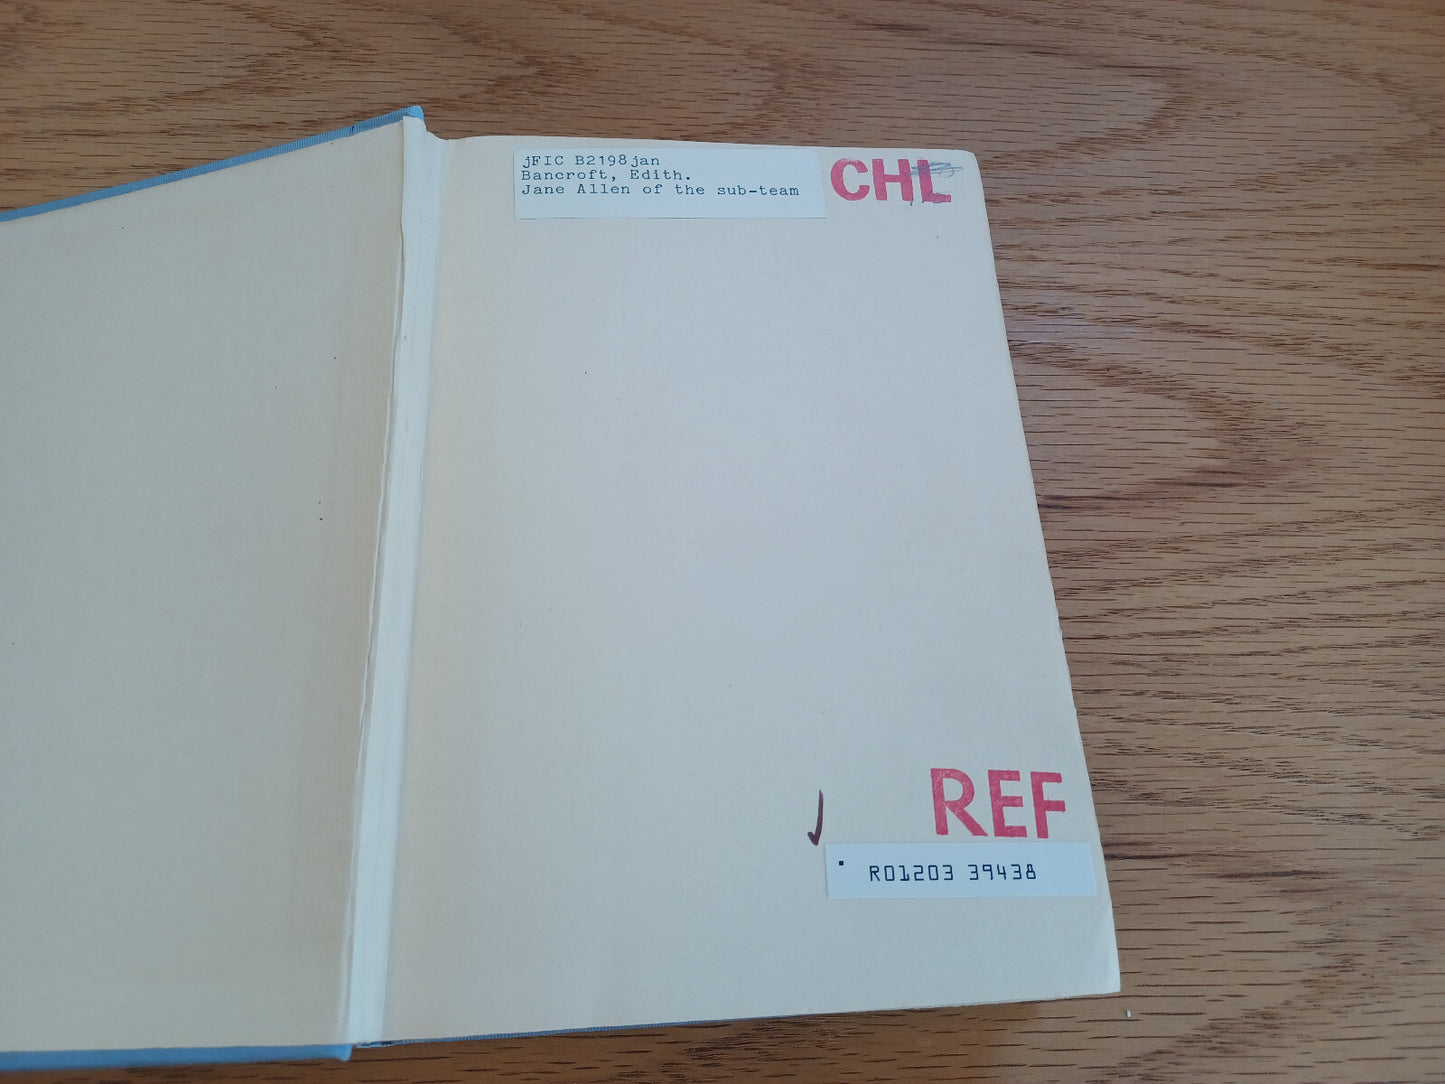 jFIC B2198jan
Bancroft, Edith.
Jane Allen of the sub-team
CHL
REF
R01203 39438